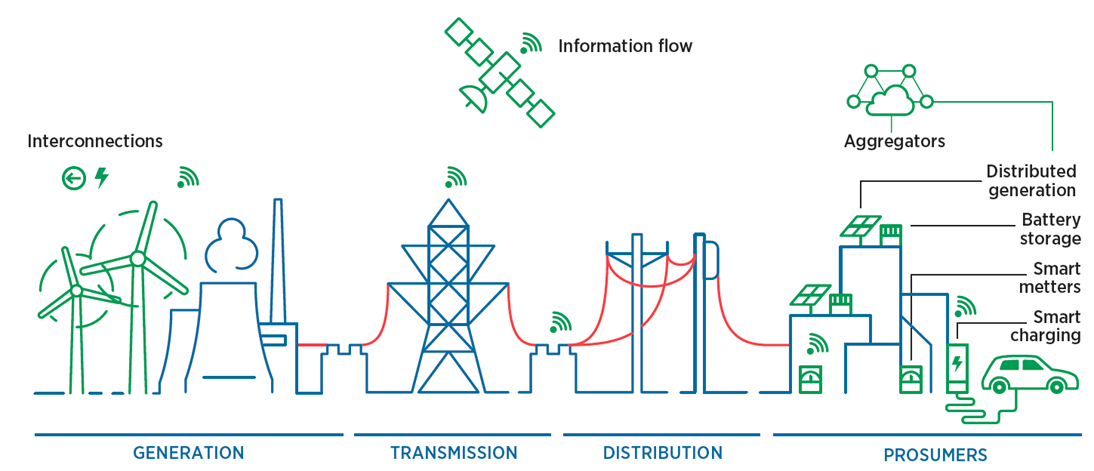 Information flow
Interconnections
Aggregators
Distributed
generation
Battery
storage
Smart
metters
Smart
charging
GENERATION
TRANSMISSION
DISTRIBUTION
PROSUMERS